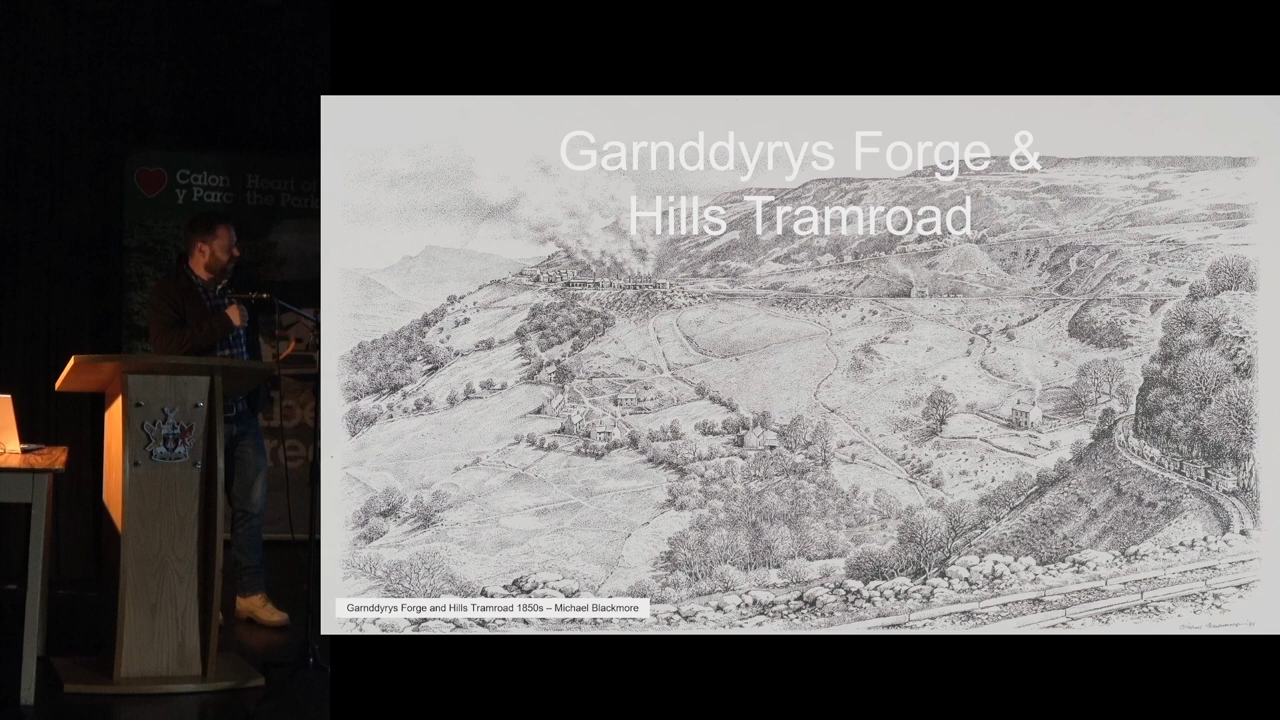 Calon
y Parc
Heart of
the Park
Garnddyrys Forge &
Hills Tramroad
Garnddyrys Forge and Hills Tramroad 1850s – Michael Blackmore